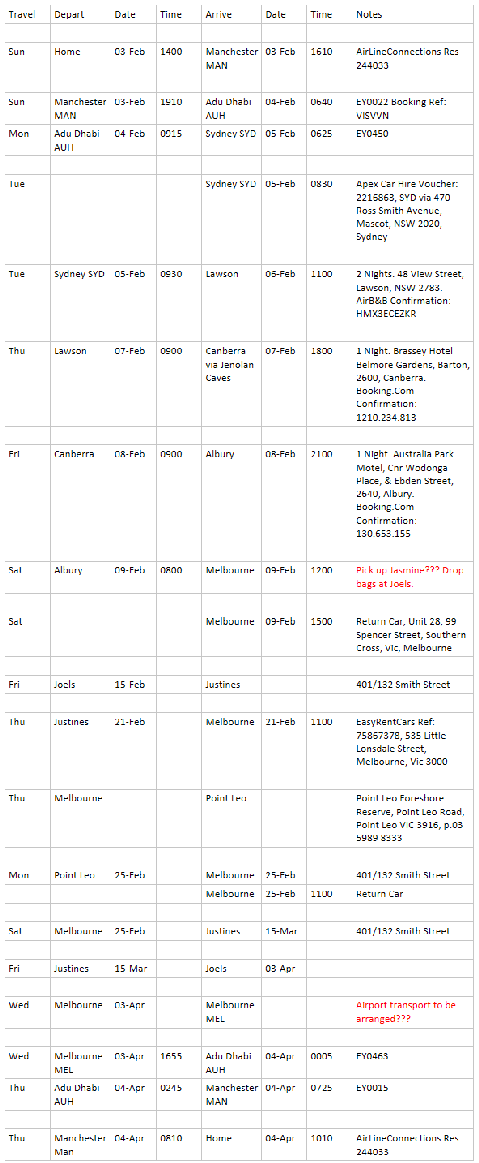 Travel Depart Date Time Arrive Date Time Notes
Sun Home 03-Feb 1400 Manchester 03-Feb 1610 AirLineConnections Res
MAN 244033
Sun Manchester 03-Feb 1910 Adu Dhabi 04-Feb 0640 EY0022 Booking Ref:
MAN AUH VISVVN
Mon Adu Dhabi 04-Feb 0915 Sydney SYD 05-Feb 0625 EY0450
AUH
Tue Sydney SYD 05-Feb 0830 Apex Car Hire Voucher:
2216863, SYD via 470
Ross Smith Avenue,
Mascot, NSW 2020,
Sydney
Tue Sydney SYD 05-Feb 0930 Lawson 05-Feb 1100 2 Nights. 48 View Street,
Lawson, NSW 2783.
AirB&B Confirmation:
HMX3ECEZKR
Thu Lawson 07-Feb 0900 Canberra 07-Feb 1800 1 Night. Brassey Hotel
via Jenolan Belmore Gardens, Barton,
Caves 2600, Canberra.
Booking.Com
Confirmation:
1210.234.813
Fri Canberra 08-Feb 0900 Albury 08-Feb 2100 1 Night. Australia Park
Motel, Cnr Wodonga
Place, & Ebden Street,
2640, Albury.
Booking.Com
Confirmation:
130.653.155
Sat Albury 09-Feb 0800 Melbourne 09-Feb 1200 Pick up Jasmine??? Drop
bags at Joels.
Sat Melbourne 09-Feb 1500 Return Car, Unit 28, 99
Spencer Street, Southern
Cross, Vic, Melbourne
Fri Joels 15-Feb Justines 401/132 Smith Street
Thu Justines 21-Feb Melbourne 21-Feb 1100 EasyRentCars Ref:
75867378, 535 Little
Lonsdale Street,
Melbourne, Vic 3000
Thu Melbourne Point Leo Point Leo Foreshore
Reserve, Point Leo Road,
Point Leo VIC 3916, p.03
5989 8333
Mon Point Leo 25-Feb Melbourne 25-Feb 401/132 Smith Street
Melbourne 25-Feb 1100 Return Car
Sat Melbourne 25-Feb Justines 15-Mar 401/132 Smith Street
Fri Justines 15-Mar Joels 03-Apr
Wed Melbourne 03-Apr Melbourne Airport transport to be
MEL arranged???
Wed Melbourne 03-Apr 1655 Adu Dhabi 04-Apr 0005 EY0463
MEL AUH
Thu Adu Dhabi 04-Apr 0245 Manchester 04-Apr 0725 EY0015
AUH MAN
Thu Manchester 04-Apr 0810 Home 04-Apr 1010 AirLineConnections Res
Man 244033